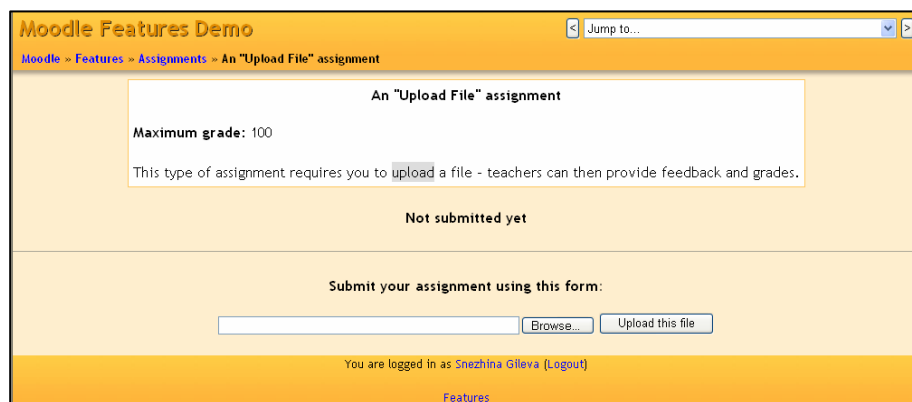 Moodle Features Demo
< Jump to... >
Moodle » Features » Assignments » An "Upload File" assignment
An "Upload File" assignment
Maximum grade: 100
This type of assignment requires you to upload a file - teachers can then provide feedback and grades.
Not submitted yet
Submit your assignment using this form:
Browse... Upload this file
You are logged in as Snezhina Gileva (Logout)
Features